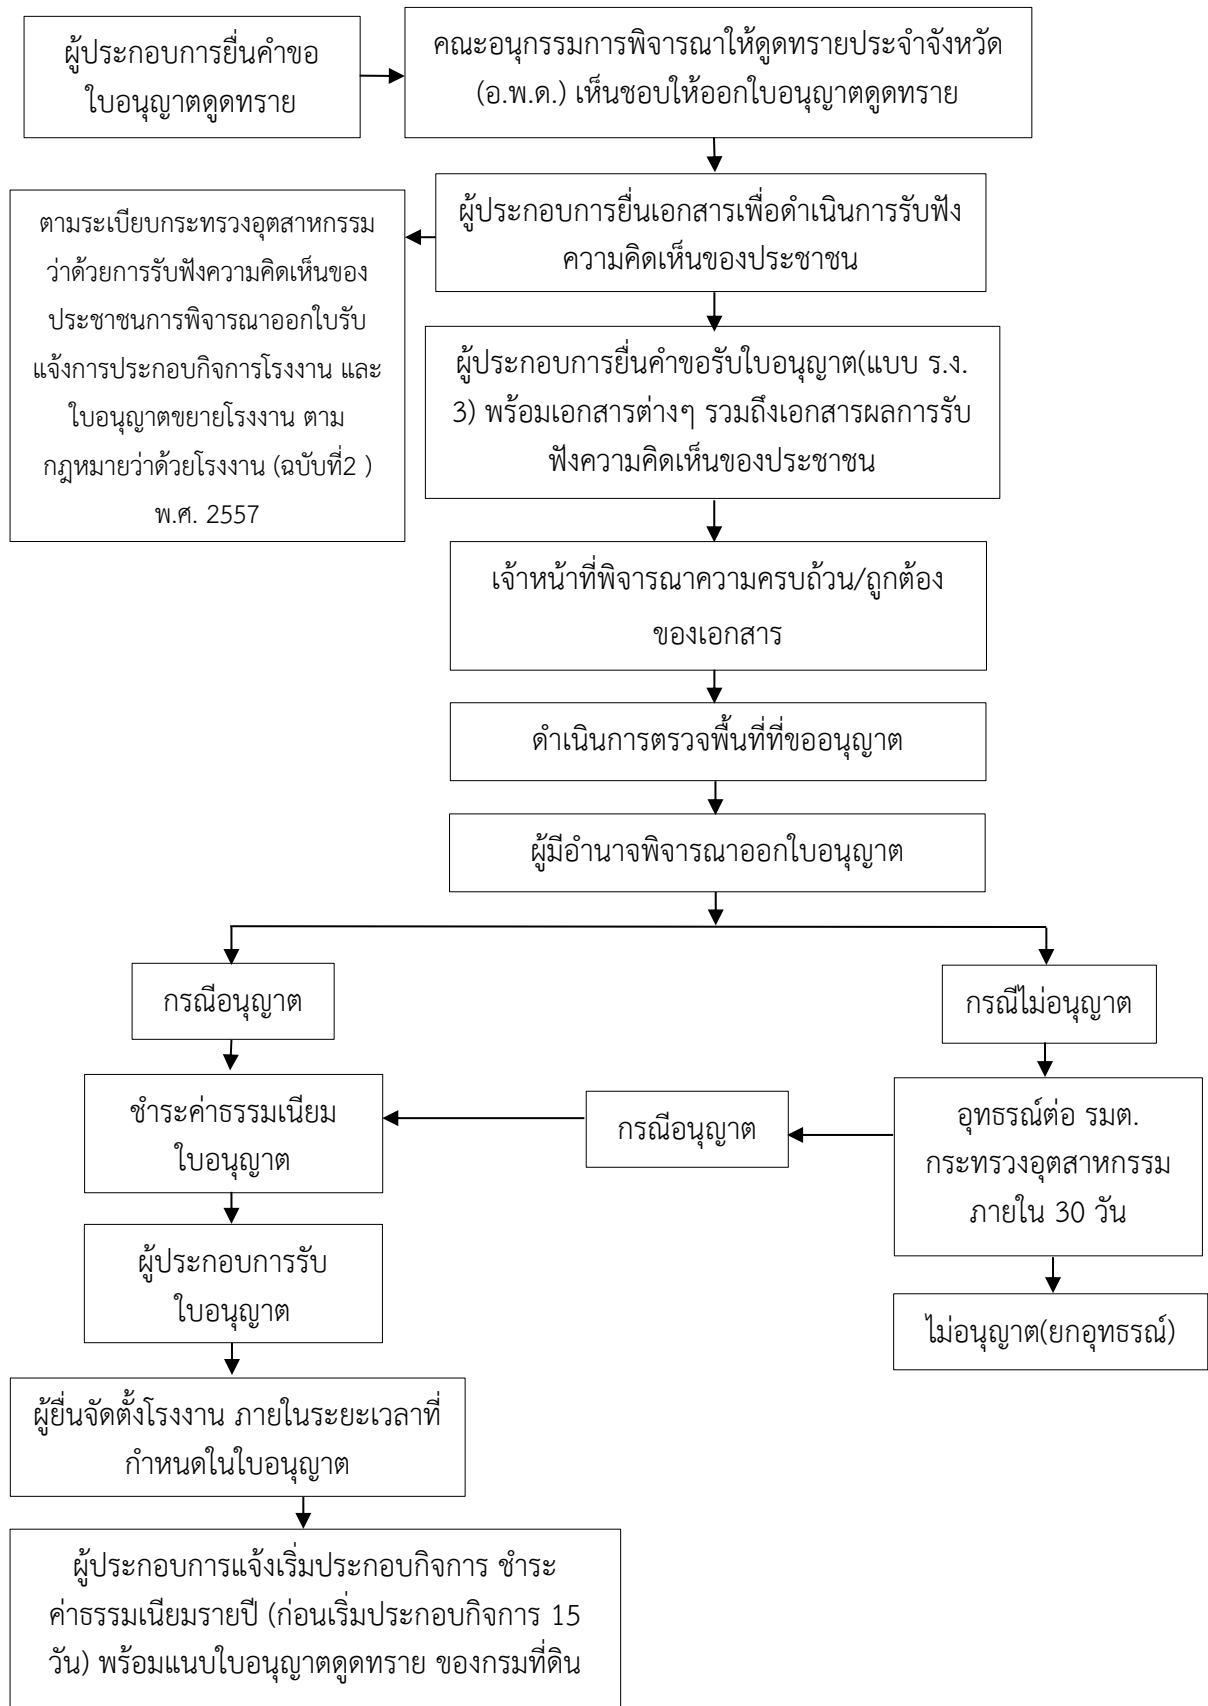 ผู้ประกอบการยื่นคำขอ
ใบอนุญาตดูดทราย
คณะอนุกรรมการพิจารณาให้ดูดทรายประจำจังหวัด
(อ.พ.ด.) เห็นชอบให้ออกใบอนุญาตดูดทราย
ผู้ประกอบการยื่นเอกสารเพื่อดำเนินการรับฟัง
ความคิดเห็นของประชาชน
ตามระเบียบกระทรวงอุตสาหกรรม
ว่าด้วยการรับฟังความคิดเห็นของ
ประชาชนการพิจารณาออกใบรับ
แจ้งการประกอบกิจการโรงงาน และ
ใบอนุญาตขยายโรงงาน ตาม
กฎหมายว่าด้วยโรงงาน (ฉบับที่2 )
พ.ศ. 2557
ผู้ประกอบการยื่นคำขอรับใบอนุญาต(แบบ ร.ง.
3) พร้อมเอกสารต่างๆ รวมถึงเอกสารผลการรับ
ฟังความคิดเห็นของประชาชน
เจ้าหน้าที่พิจารณาความครบถ้วน/ถูกต้อง
ของเอกสาร
ดำเนินการตรวจพื้นที่ที่ขออนุญาต
ผู้มีอำนาจพิจารณาออกใบอนุญาต
กรณีอนุญาต
กรณีไม่อนุญาต
ชำระค่าธรรมเนียม
ใบอนุญาต
กรณีอนุญาต
อุทธรณ์ต่อ รมต.
กระทรวงอุตสาหกรรม
ภายใน 30 วัน
ผู้ประกอบการรับ
ใบอนุญาต
ไม่อนุญาต(ยกอุทธรณ์)
ผู้ยื่นจัดตั้งโรงงาน ภายในระยะเวลาที่
กำหนดในใบอนุญาต
ผู้ประกอบการแจ้งเริ่มประกอบกิจการ ชำระ
ค่าธรรมเนียมรายปี (ก่อนเริ่มประกอบกิจการ 15
วัน) พร้อมแนบใบอนุญาตดูดทราย ของกรมที่ดิน